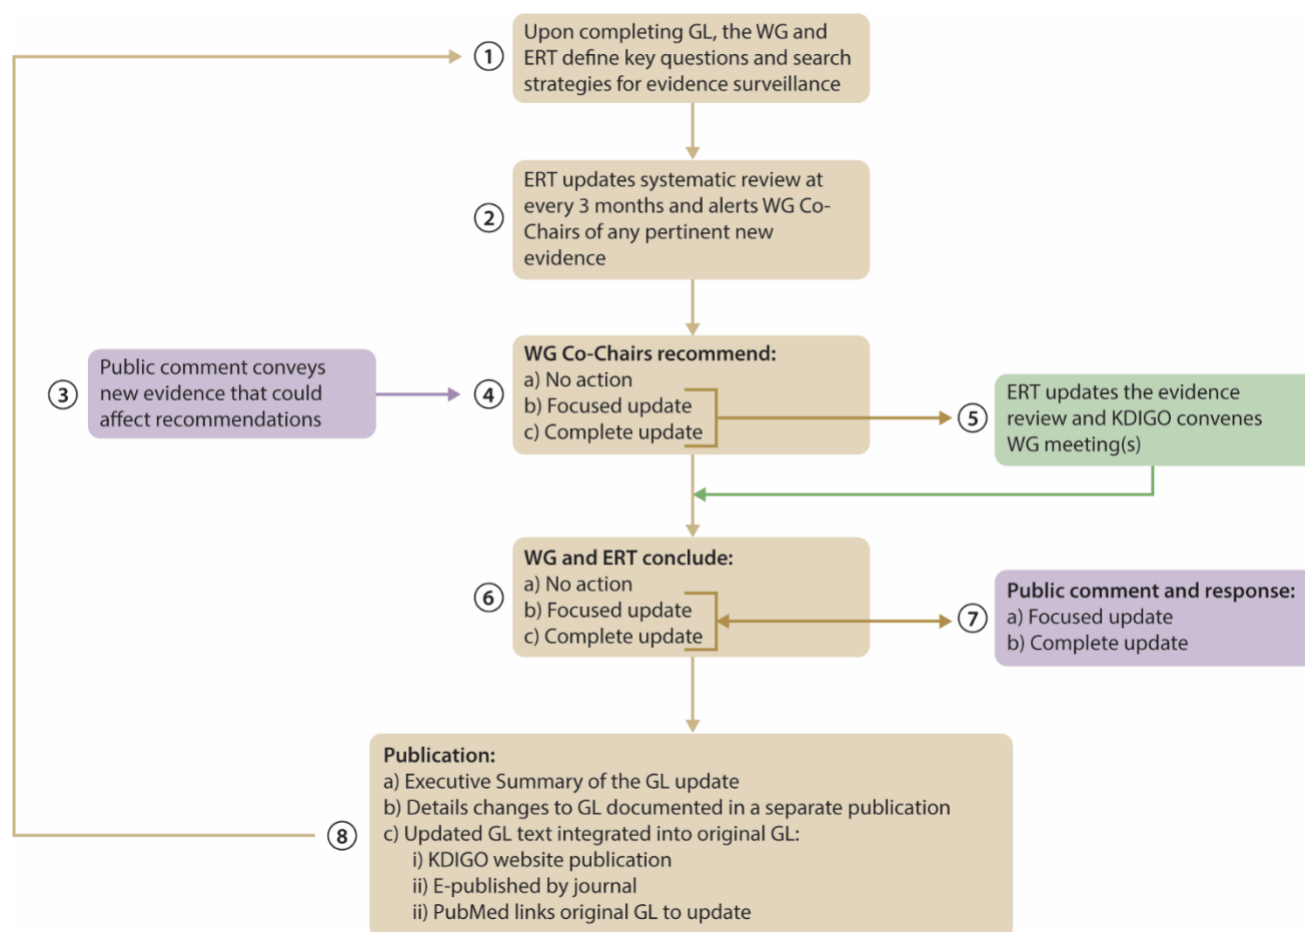 ① Upon completing GL, the WG and
ERT define key questions and search
strategies for evidence surveillance
② ERT updates systematic review at
every 3 months and alerts WG Co-
Chairs of any pertinent new
evidence
③ Public comment conveys
new evidence that could
affect recommendations
④ WG Co-Chairs recommend:
a) No action
b) Focused update
c) Complete update
⑤ ERT updates the evidence
review and KDIGO convenes
WG meeting(s)
⑥ WG and ERT conclude:
a) No action
b) Focused update
c) Complete update
⑦ Public comment and response:
a) Focused update
b) Complete update
⑧ Publication:
a) Executive Summary of the GL update
b) Details changes to GL documented in a separate publication
c) Updated GL text integrated into original GL:
i) KDIGO website publication
ii) E-published by journal
ii) PubMed links original GL to update